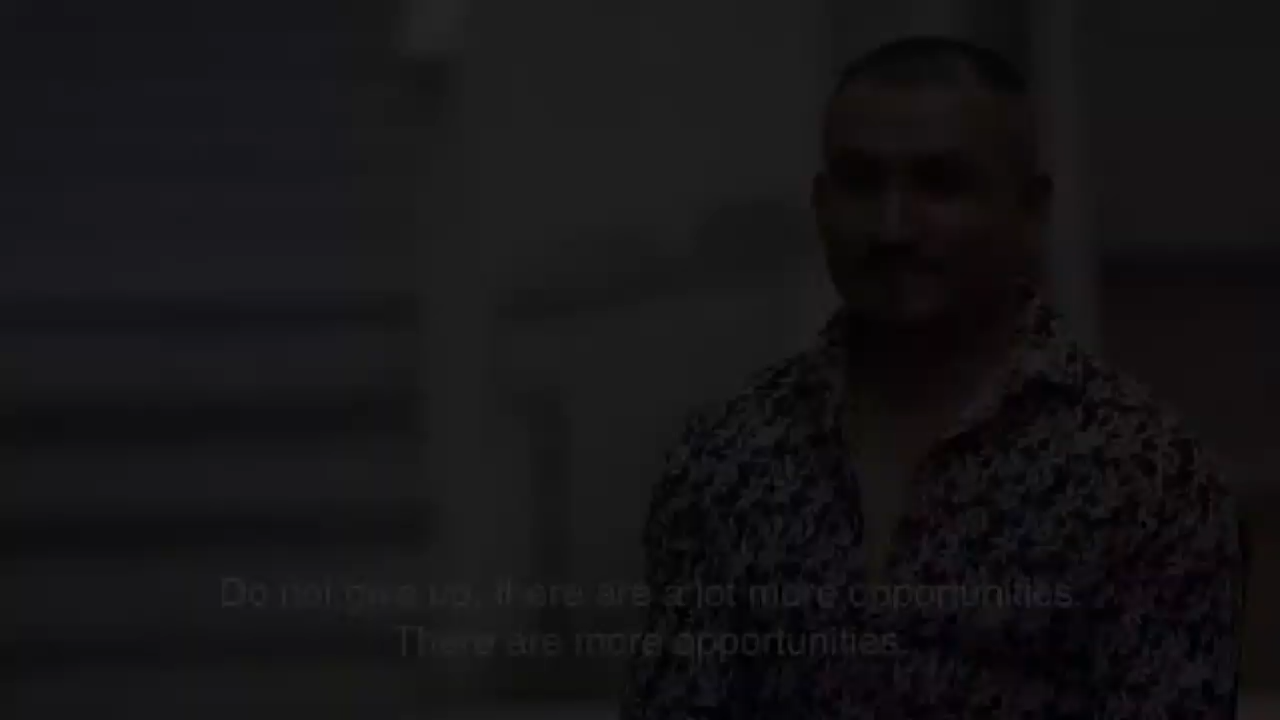 Do not give up, there are a lot more opportunities.
There are more opportunities.